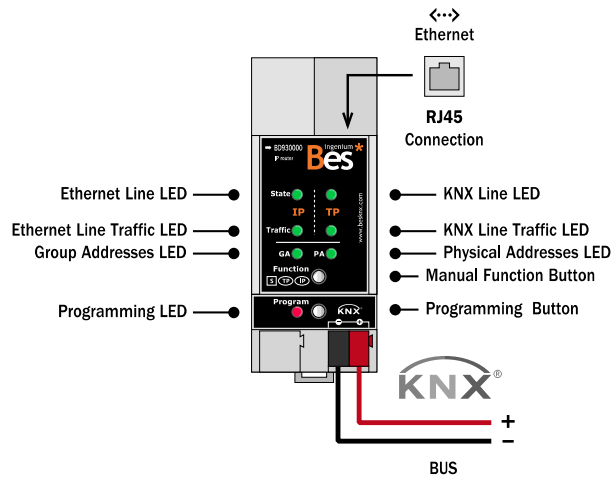 Ethernet
RJ45
Connection
BD930000
IP router
Ingenium
Bes*
www.besknx.com
State
IP
TP
Traffic
GA
PA
Function
S TP IP
Program
KNX
Ethernet Line LED
Ethernet Line Traffic LED
Group Addresses LED
Programming LED
KNX Line LED
KNX Line Traffic LED
Physical Addresses LED
Manual Function Button
Programming Button
KNX®
+
−
BUS